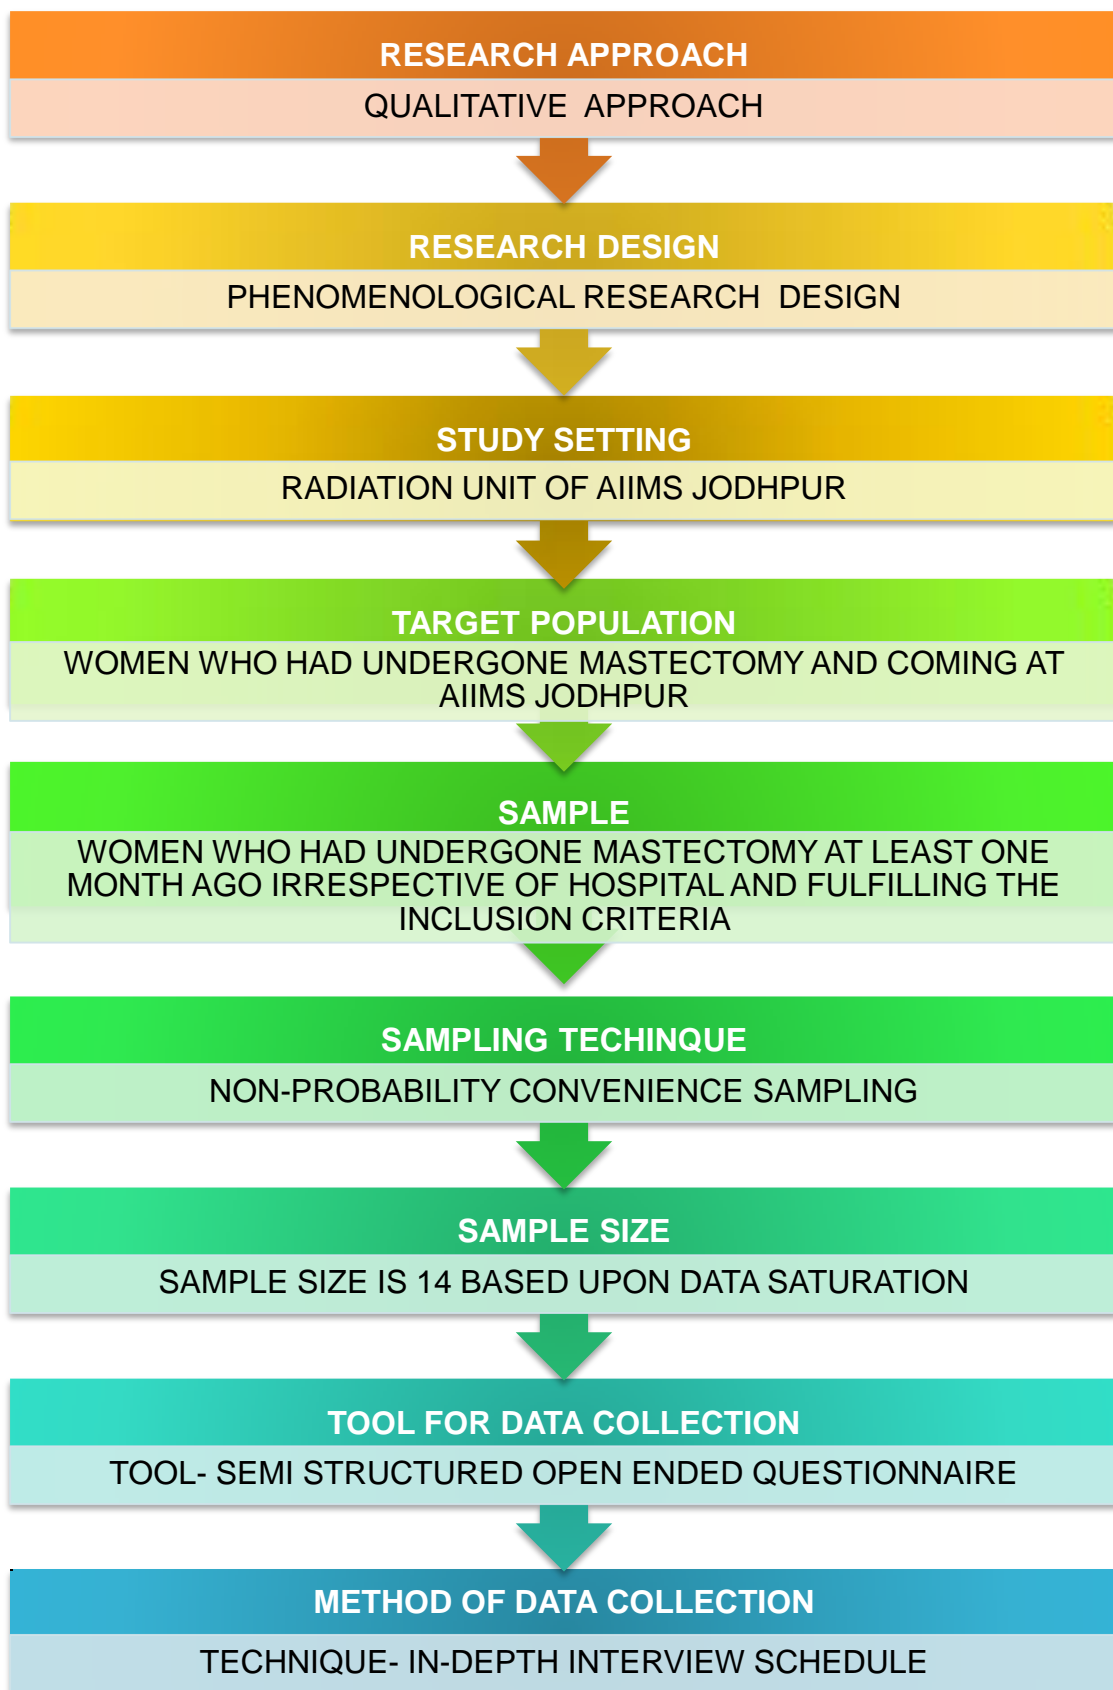 RESEARCH APPROACH
QUALITATIVE APPROACH
RESEARCH DESIGN
PHENOMENOLOGICAL RESEARCH DESIGN
STUDY SETTING
RADIATION UNIT OF AIIMS JODHPUR
TARGET POPULATION
WOMEN WHO HAD UNDERGONE MASTECTOMY AND COMING AT
AIIMS JODHPUR
SAMPLE
WOMEN WHO HAD UNDERGONE MASTECTOMY AT LEAST ONE
MONTH AGO IRRESPECTIVE OF HOSPITAL AND FULFILLING THE
INCLUSION CRITERIA
SAMPLING TECHINQUE
NON-PROBABILITY CONVENIENCE SAMPLING
SAMPLE SIZE
SAMPLE SIZE IS 14 BASED UPON DATA SATURATION
TOOL FOR DATA COLLECTION
TOOL- SEMI STRUCTURED OPEN ENDED QUESTIONNAIRE
METHOD OF DATA COLLECTION
TECHNIQUE- IN-DEPTH INTERVIEW SCHEDULE